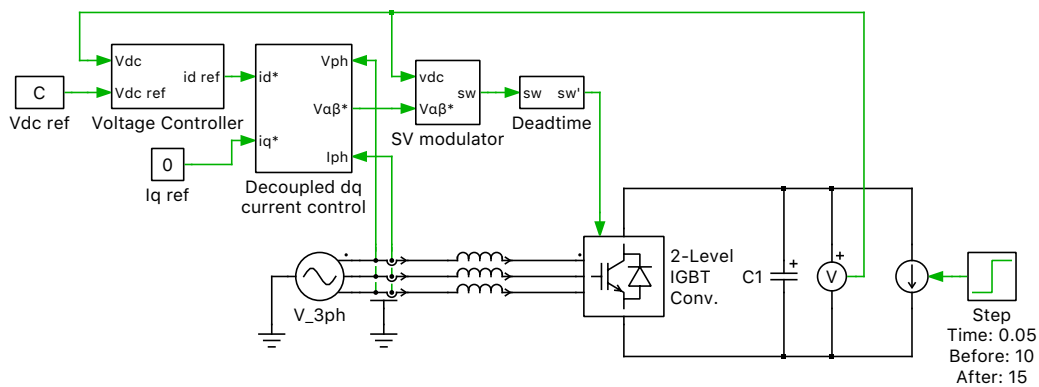 Vdc
Vdc ref
id ref
C
Vdc ref
Voltage Controller
id*
iq*
Vph
Vαβ*
Iph
Decoupled dq
current control
0
Iq ref
vdc
Vαβ*
sw
SV modulator
sw
sw'
Deadtime
V_3ph
2-Level
IGBT
Conv.
C1
+
+
V
Step
Time: 0.05
Before: 10
After: 15